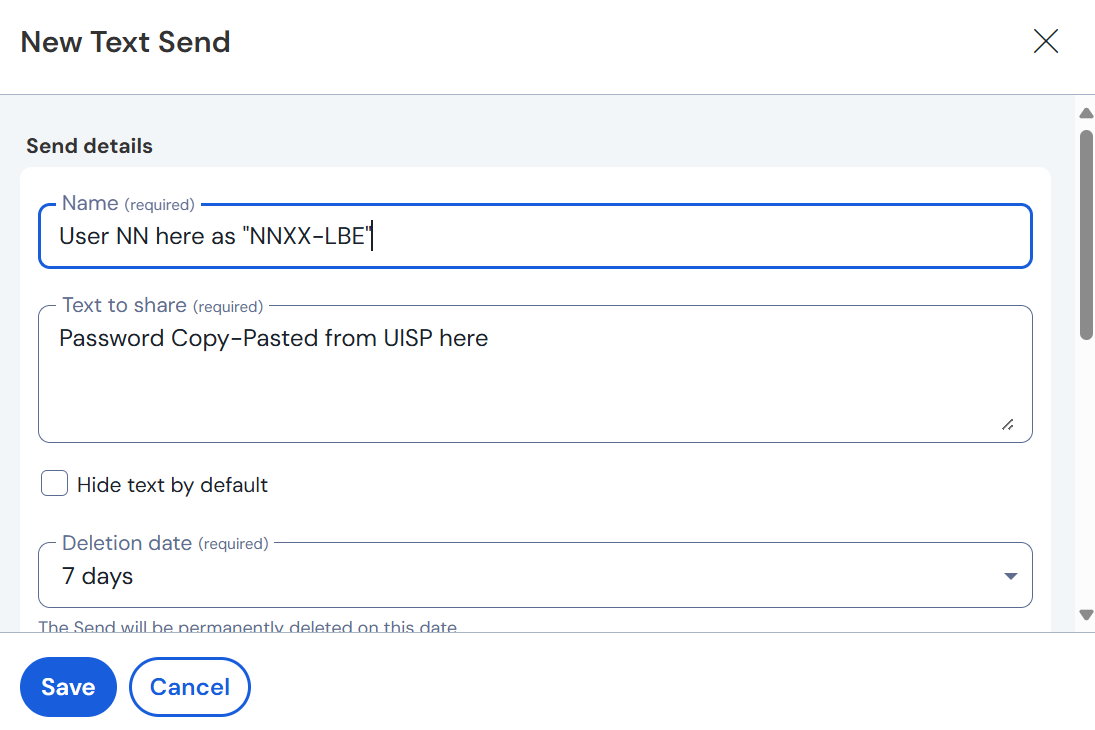 New Text Send
Send details
Name (required)
User NN here as "NNXX-LBE"
Text to share (required)
Password Copy-Pasted from UISP here
Hide text by default
Deletion date (required)
7 days
The Send will be permanently deleted on this date
Save
Cancel